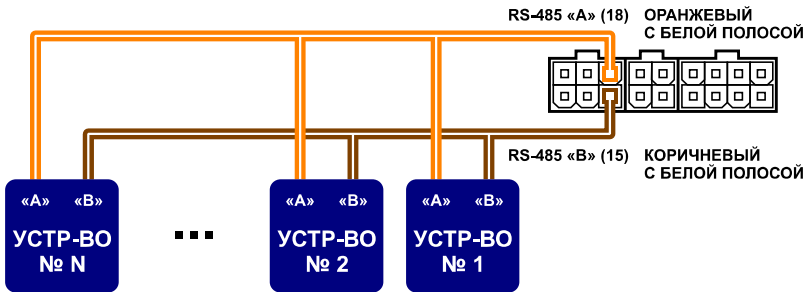 RS-485 «А» (18) ОРАНЖЕВЫЙ
С БЕЛОЙ ПОЛОСОЙ
RS-485 «В» (15) КОРИЧНЕВЫЙ
С БЕЛОЙ ПОЛОСОЙ
«А» «В»
УСТР-ВО
№ N
...
«А» «В»
УСТР-ВО
№ 2
«А» «В»
УСТР-ВО
№ 1